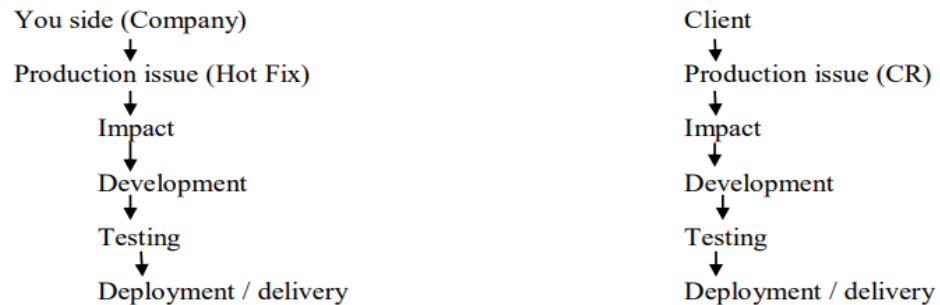 You side (Company)
Production issue (Hot Fix)
Impact
Development
Testing
Deployment / delivery
Client
Production issue (CR)
Impact
Development
Testing
Deployment / delivery